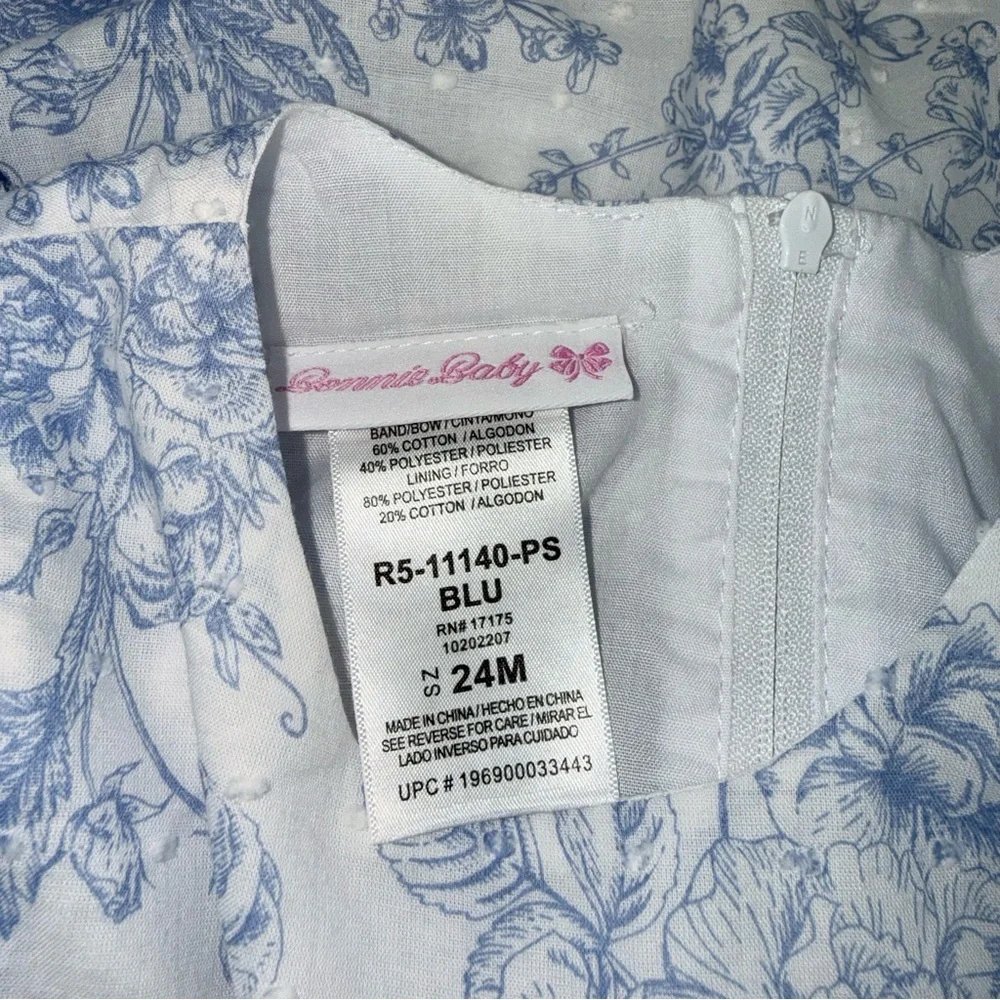 N
E
Bonnie Baby
BAND/BOW / CINTA/MONO
60% COTTON / ALGODON
40% POLYESTER / POLIESTER
LINING / FORRO
80% POLYESTER / POLIESTER
20% COTTON / ALGODON
R5-11140-PS
BLU
RN# 17175
10202207
SZ 24M
MADE IN CHINA / HECHO EN CHINA
SEE REVERSE FOR CARE / MIRAR EL
LADO INVERSO PARA CUIDADO
UPC # 196900033443